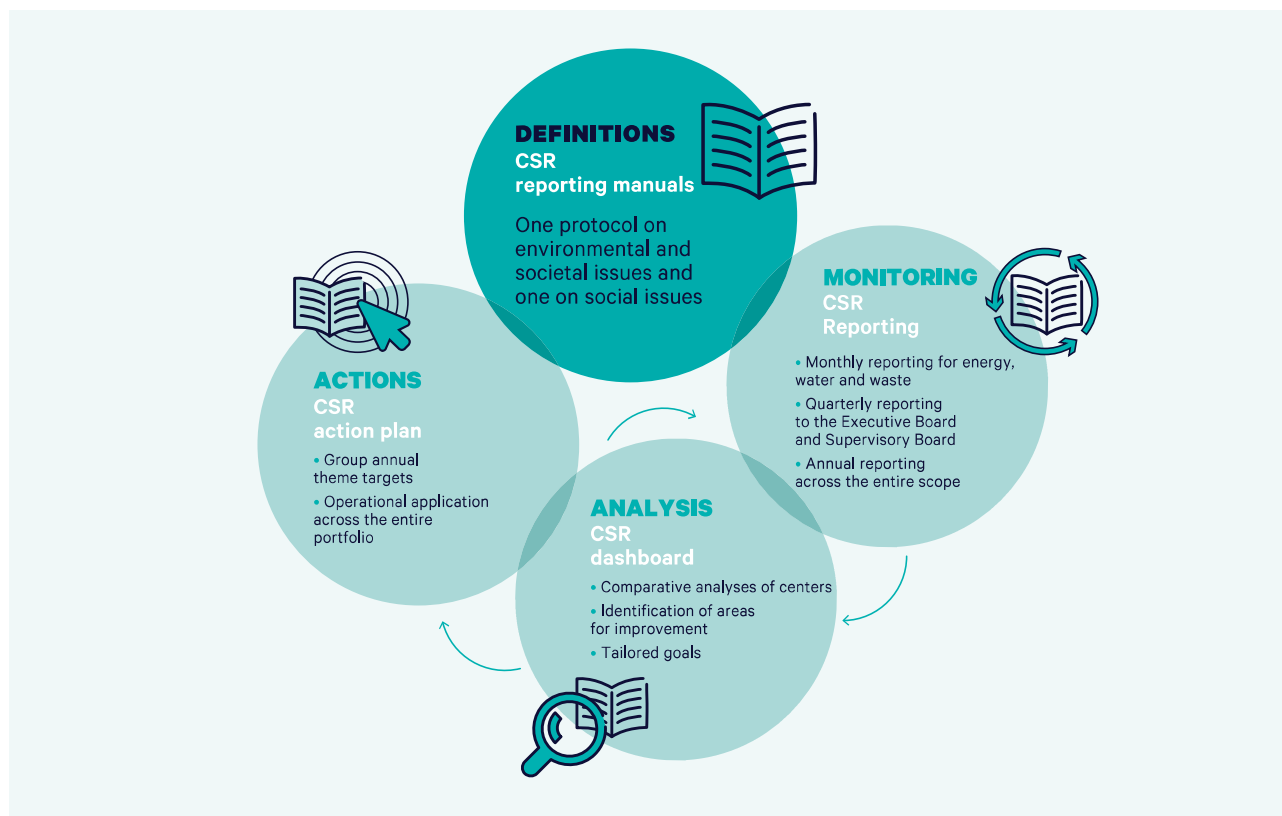 DEFINITIONS
CSR
reporting manuals
One protocol on
environmental and
societal issues and
one on social issues
MONITORING
CSR
Reporting
• Monthly reporting for energy,
water and waste
• Quarterly reporting
to the Executive Board
and Supervisory Board
• Annual reporting
across the entire scope
ANALYSIS
CSR
dashboard
• Comparative analyses of centers
• Identification of areas
for improvement
• Tailored goals
ACTIONS
CSR
action plan
• Group annual
theme targets
• Operational application
across the entire
portfolio